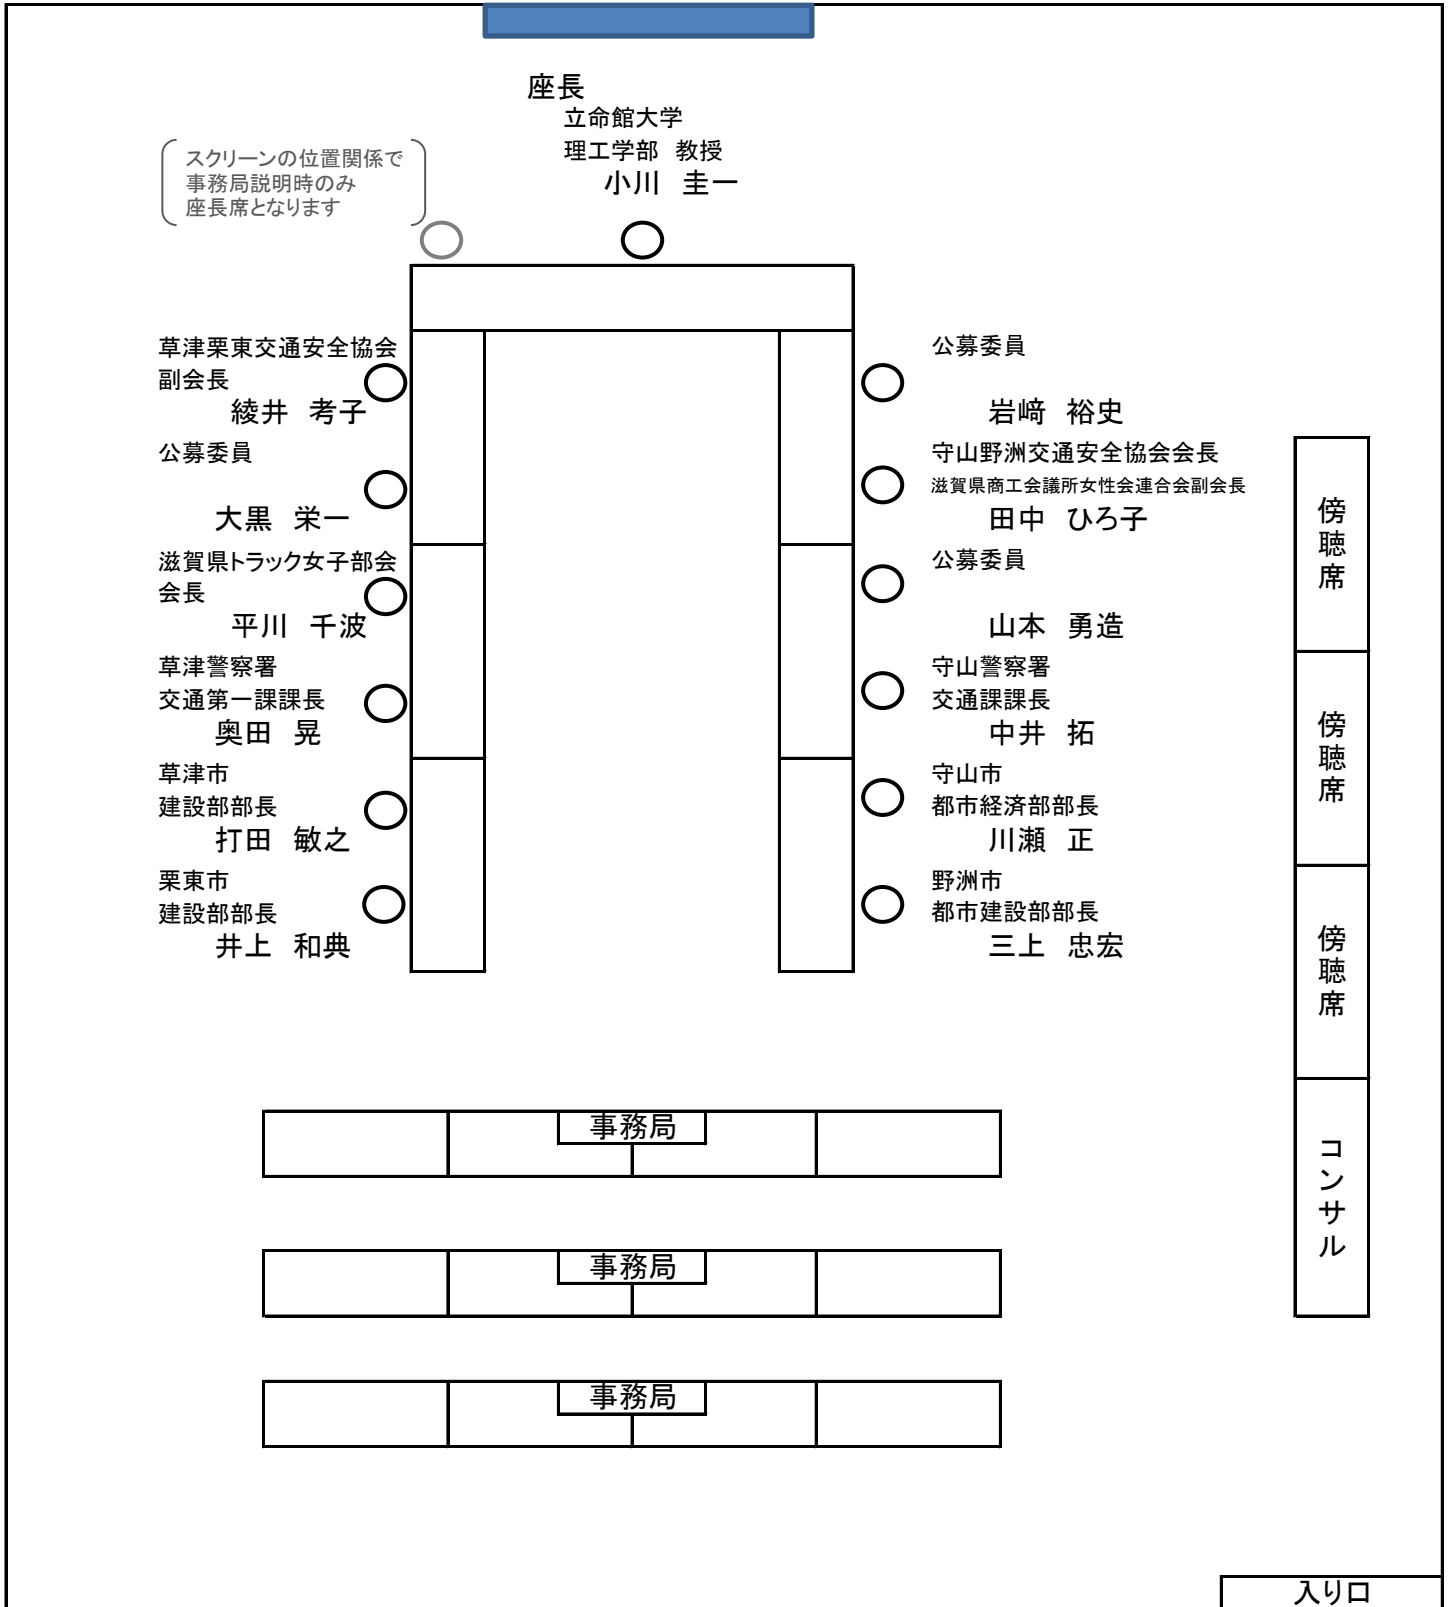 座長
立命館大学
理工学部 教授
小川 圭一
スクリーンの位置関係で
事務局説明時のみ
座長席となります
草津栗東交通安全協会
副会長
綾井 考子
公募委員
大黒 栄一
滋賀県トラック女子部会
会長
平川 千波
草津警察署
交通第一課課長
奥田 晃
草津市
建設部部長
打田 敏之
栗東市
建設部部長
井上 和典
公募委員
岩﨑 裕史
守山野洲交通安全協会会長
滋賀県商工会議所女性会連合会副会長
田中 ひろ子
公募委員
山本 勇造
守山警察署
交通課課長
中井 拓
守山市
都市経済部部長
川瀬 正
野洲市
都市建設部部長
三上 忠宏
傍聴席
傍聴席
傍聴席
コンサル
事務局
事務局
事務局
入り口